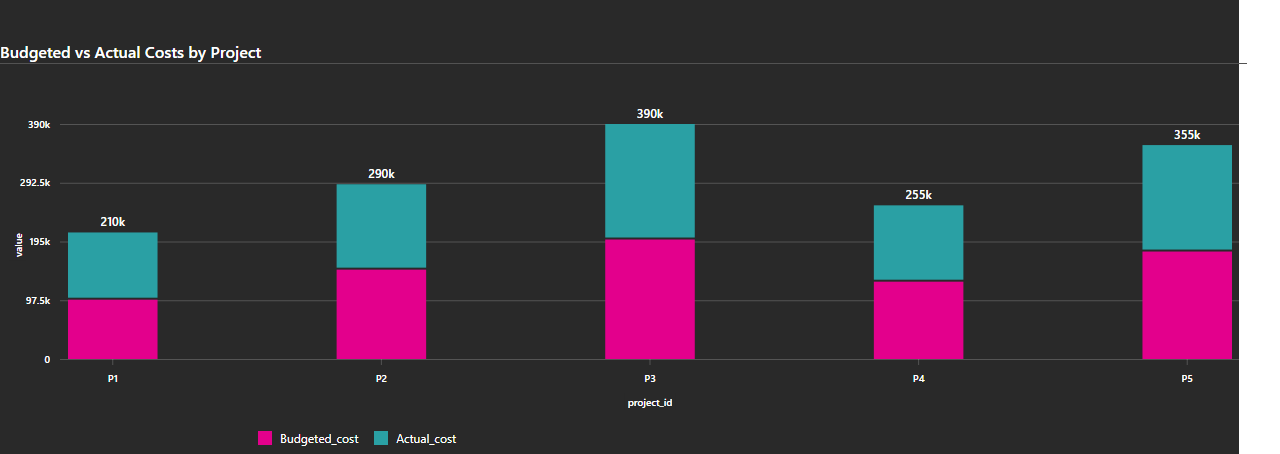 Budgeted vs Actual Costs by Project
390k
390k
355k
292.5k
290k
255k
210k
195k
value
97.5k
0
P1 P2 P3 P4 P5
project_id
Budgeted_cost Actual_cost